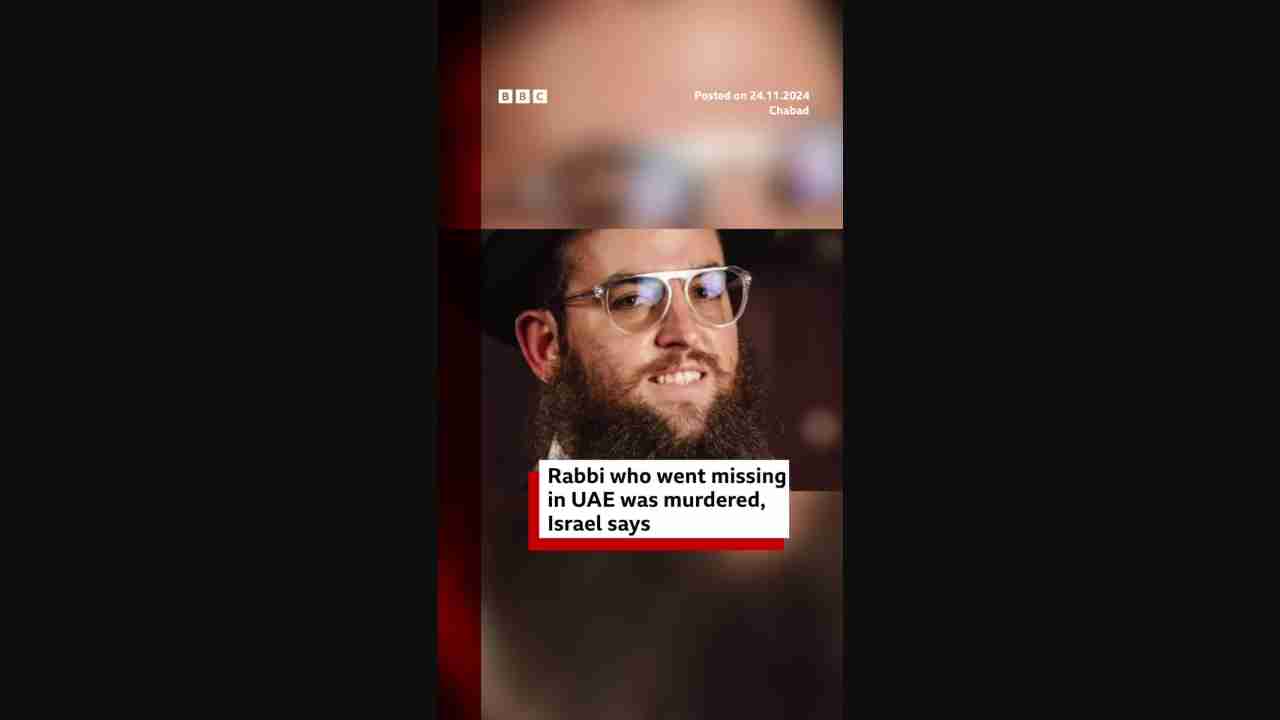 BBC
Posted on 24.11.2024
Chabad
Rabbi who went missing
in UAE was murdered,
Israel says